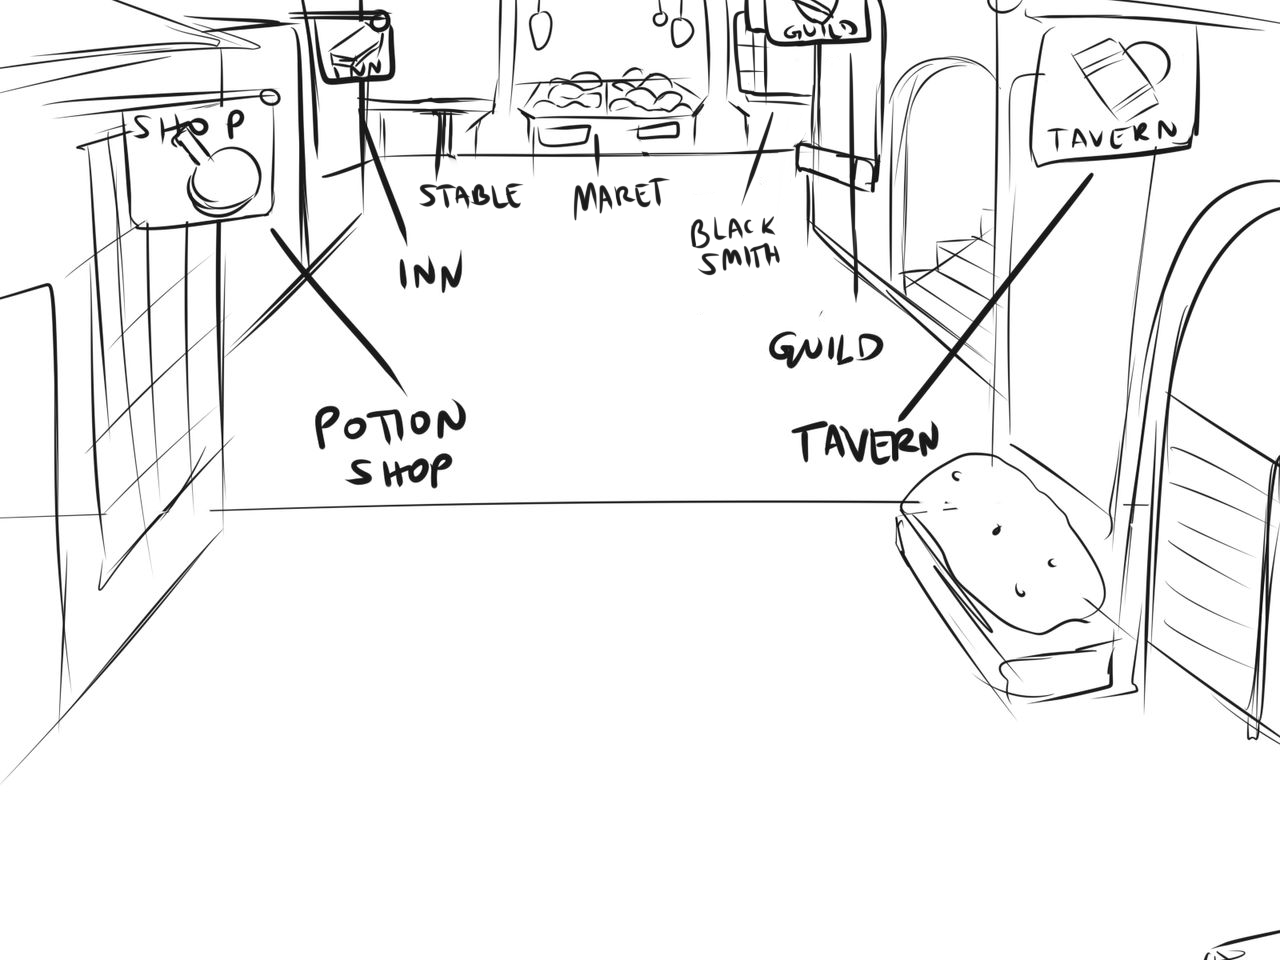 GUILD
INN
SHOP
TAVERN
STABLE
MARET
BLACK
SMITH
INN
GUILD
POTION
SHOP
TAVERN